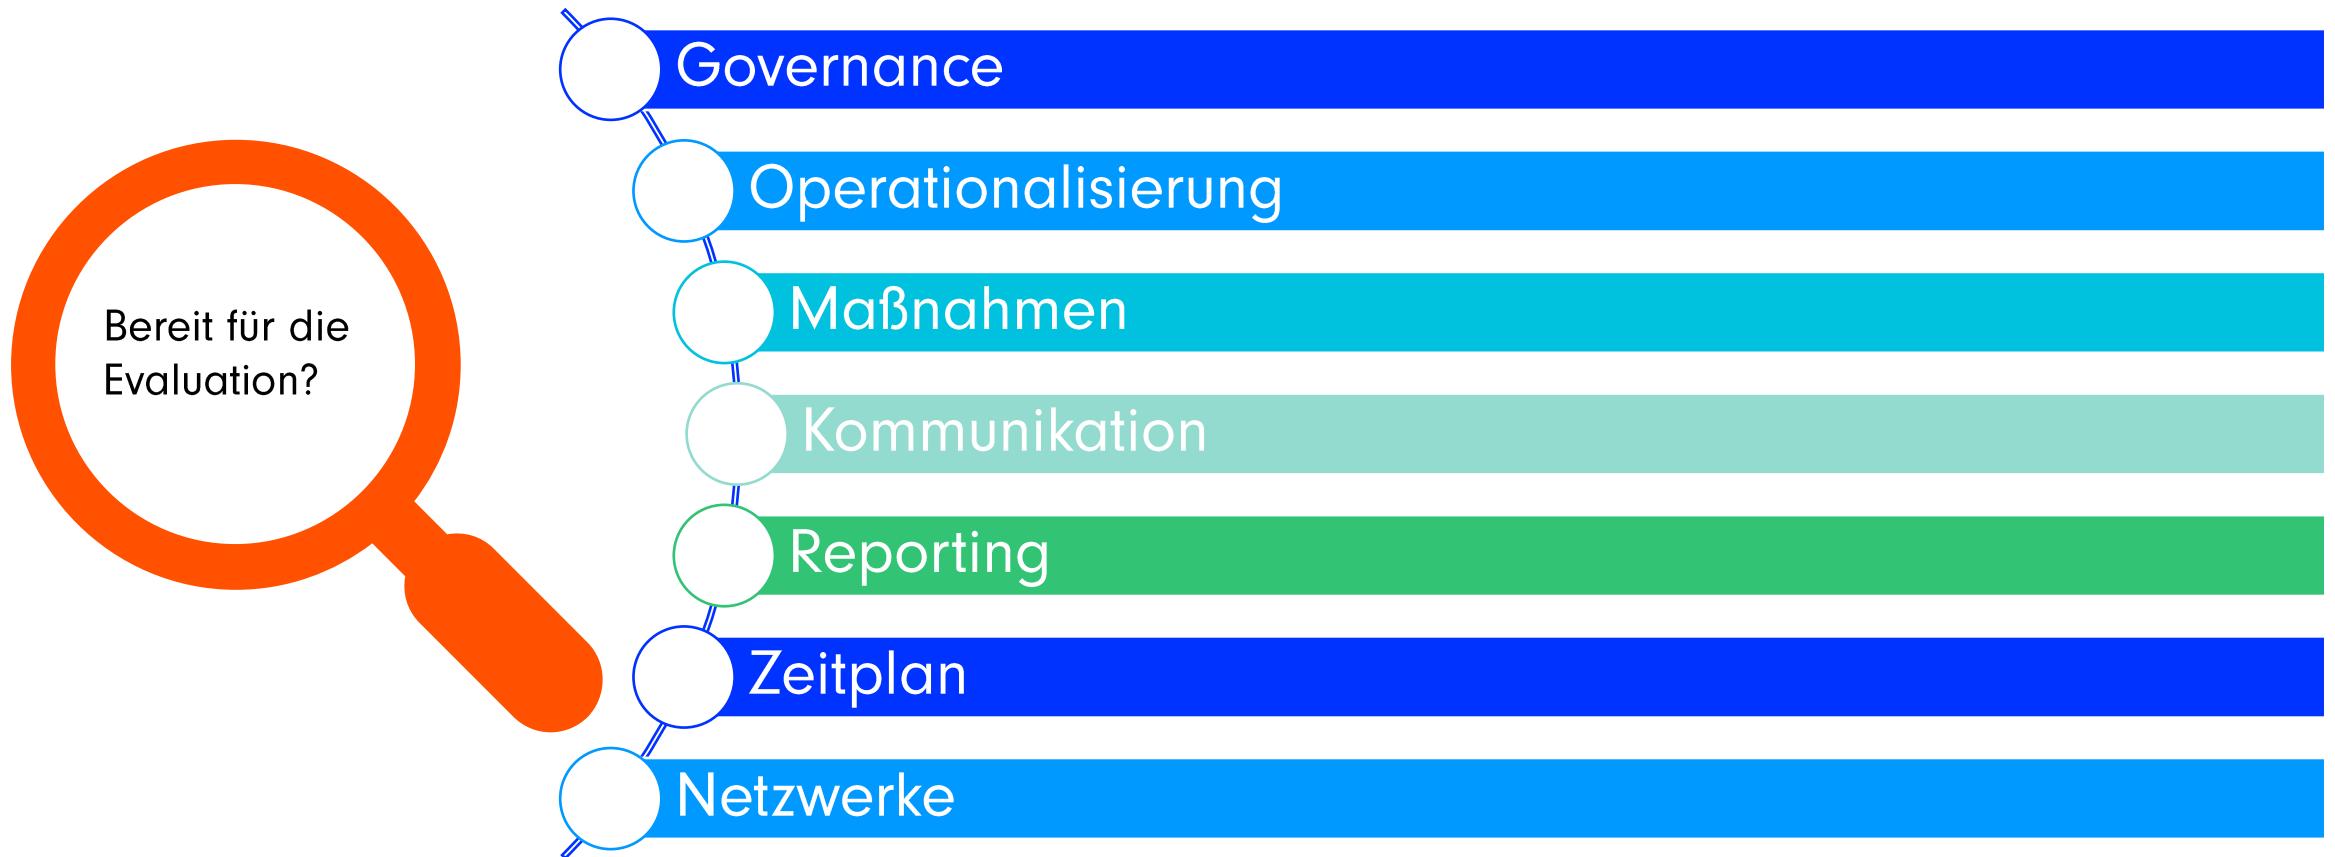 Bereit für die
Evaluation?
Governance
Operationalisierung
Maßnahmen
Kommunikation
Reporting
Zeitplan
Netzwerke